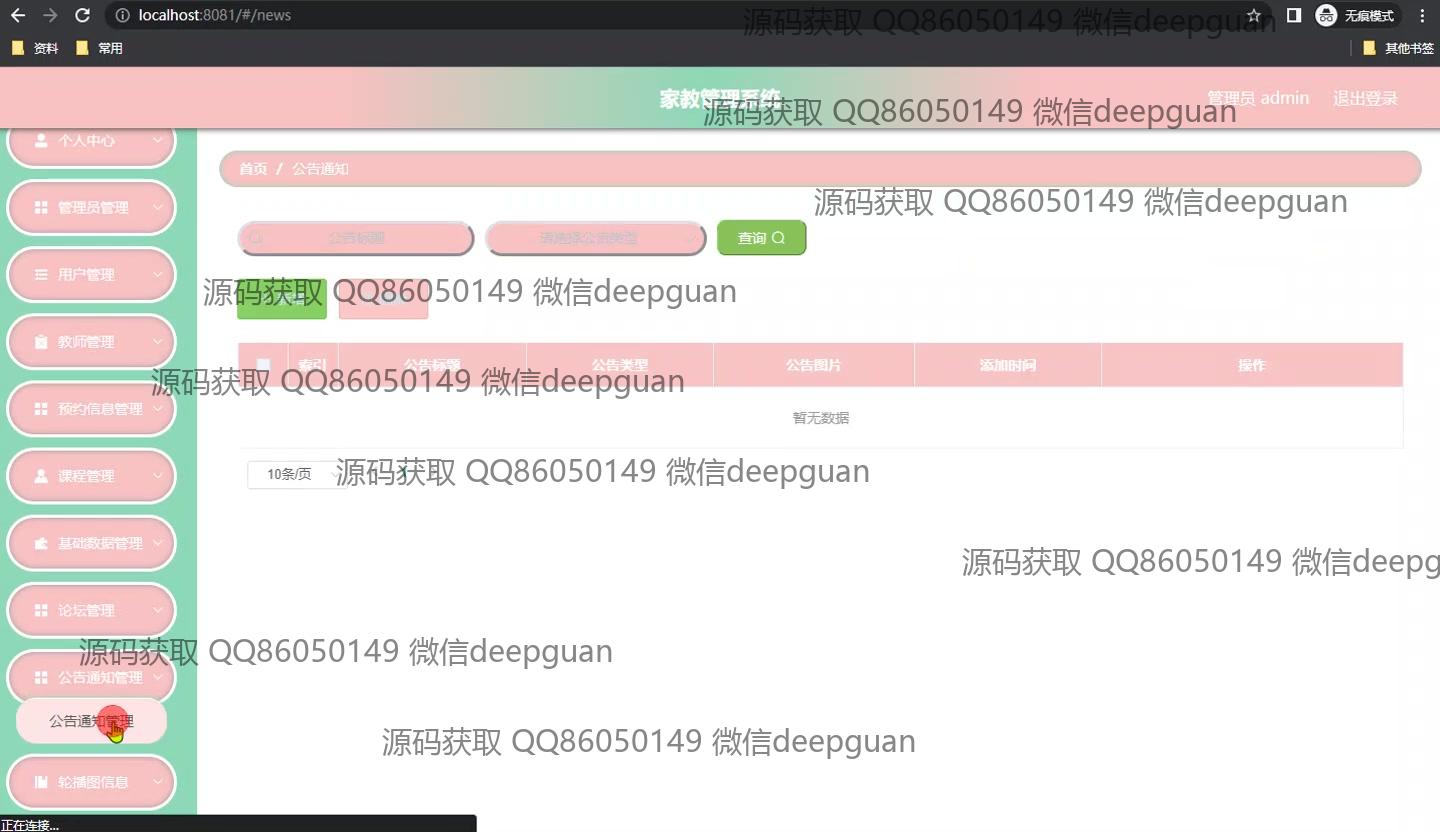 localhost:8081/#/news
无痕模式
资料
常用
其他书签
源码获取 QQ86050149 微信deepguan
家教管理系统
管理员 admin
退出登录
源码获取 QQ86050149 微信deepguan
个人中心
首页 / 公告通知
管理员管理
源码获取 QQ86050149 微信deepguan
公告标题
请选择公告类型
查询
用户管理
源码获取 QQ86050149 微信deepguan
教师管理
索引
公告标题
公告类型
公告图片
添加时间
操作
源码获取 QQ86050149 微信deepguan
预约信息管理
暂无数据
课程管理
10条/页
源码获取 QQ86050149 微信deepguan
基础数据管理
源码获取 QQ86050149 微信deepg
论坛管理
源码获取 QQ86050149 微信deepguan
公告通知管理
公告通知管理
源码获取 QQ86050149 微信deepguan
轮播图信息
正在连接...